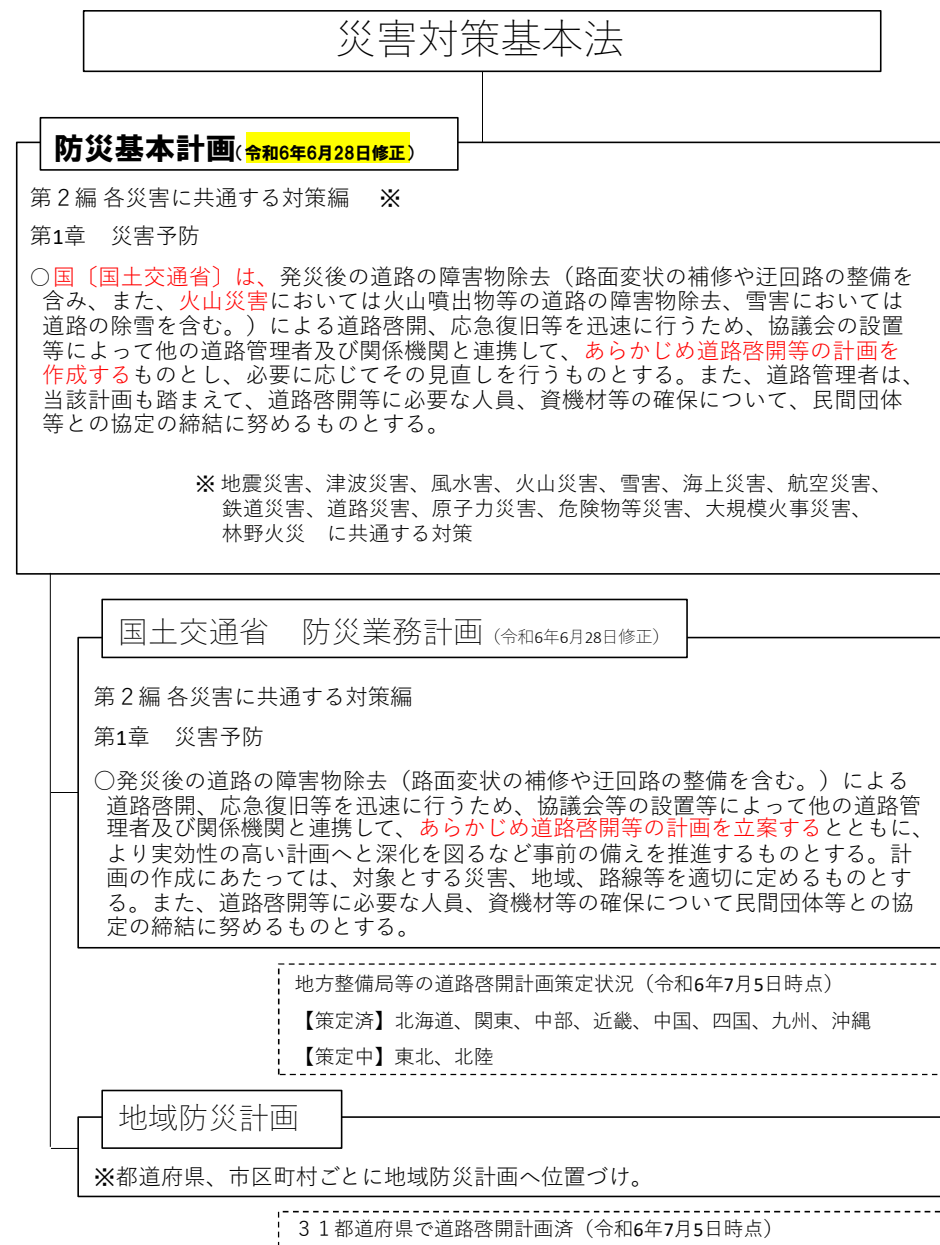 災害対策基本法
防災基本計画(令和6年6月28日修正)
第２編 各災害に共通する対策編　※
第1章　災害予防
○国〔国土交通省〕は、発災後の道路の障害物除去（路面変状の補修や迂回路の整備を
含み、また、火山災害においては火山噴出物等の道路の障害物除去、雪害においては
道路の除雪を含む。）による道路啓開、応急復旧等を迅速に行うため、協議会の設置
等によって他の道路管理者及び関係機関と連携して、あらかじめ道路啓開等の計画を
作成するものとし、必要に応じてその見直しを行うものとする。また、道路管理者は、
当該計画も踏まえて、道路啓開等に必要な人員、資機材等の確保について、民間団体
等との協定の締結に努めるものとする。
※ 地震災害、津波災害、風水害、火山災害、雪害、海上災害、航空災害、
鉄道災害、道路災害、原子力災害、危険物等災害、大規模火事災害、
林野火災　に共通する対策
国土交通省　防災業務計画（令和6年6月28日修正）
第２編 各災害に共通する対策編
第1章　災害予防
○発災後の道路の障害物除去（路面変状の補修や迂回路の整備を含む。）による
道路啓開、応急復旧等を迅速に行うため、協議会等の設置等によって他の道路管
理者及び関係機関と連携して、あらかじめ道路啓開等の計画を立案するとともに、
より実効性の高い計画へと深化を図るなど事前の備えを推進するものとする。計
画の作成にあたっては、対象とする災害、地域、路線等を適切に定めるものとす
る。また、道路啓開等に必要な人員、資機材等の確保について民間団体等との協
定の締結に努めるものとする。
地方整備局等の道路啓開計画策定状況（令和6年7月5日時点）
【策定済】北海道、関東、中部、近畿、中国、四国、九州、沖縄
【策定中】東北、北陸
地域防災計画
※都道府県、市区町村ごとに地域防災計画へ位置づけ。
３１都道府県で道路啓開計画済（令和6年7月5日時点）